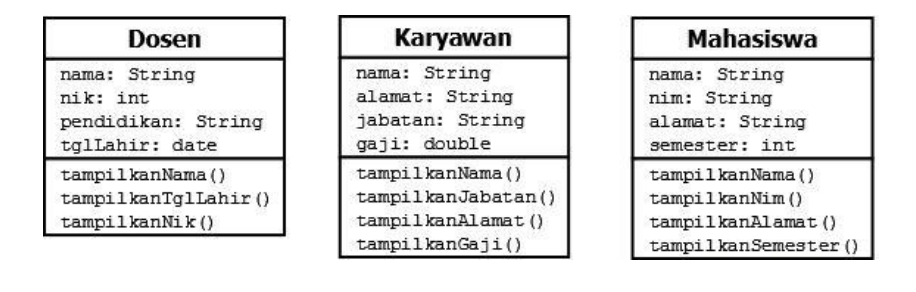 Dosen
nama: String
nik: int
pendidikan: String
tglLahir: date
tampilkanNama()
tampilkanTglLahir()
tampilkanNik()
Karyawan
nama: String
alamat: String
jabatan: String
gaji: double
tampilkanNama()
tampilkanJabatan()
tampilkanAlamat()
tampilkanGaji()
Mahasiswa
nama: String
nim: String
alamat: String
semester: int
tampilkanNama()
tampilkanNim()
tampilkanAlamat()
tampilkanSemester()